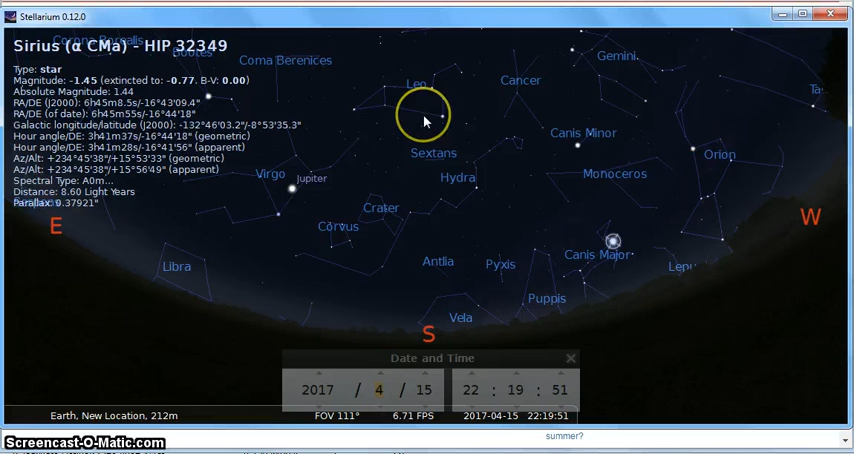 Stellarium 0.12.0
Sirius (α CMa) - HIP 32349
Corona Borealis
Bootes
Coma Berenices
Leo
Cancer
Gemini
Type: star
Magnitude: -1.45 (extincted to: -0.77. B-V: 0.00)
Absolute Magnitude: 1.44
RA/DE (J2000): 6h45m8.5s/-16°43'09.4"
RA/DE (of date): 6h45m55s/-16°44'18"
Galactic longitude/latitude (J2000): -132°46'03.2"/-8°53'35.3"
Hour angle/DE: 3h41m37s/-16°44'18" (geometric)
Hour angle/DE: 3h41m28s/-16°41'56" (apparent)
Az/Alt: +234°45'38"/+15°53'33" (geometric)
Az/Alt: +234°45'38"/+15°56'49" (apparent)
Spectral Type: A0m...
Distance: 8.60 Light Years
Parallax: 0.37921"
Ta
Canis Minor
Sextans
Orion
Virgo
Jupiter
Hydra
Monoceros
Crater
Corvus
E
W
Libra
Antlia
Pyxis
Canis Major
Lepu
Puppis
Vela
S
Date and Time
2017 / 4 / 15 22 : 19 : 51
Earth, New Location, 212m FOV 111° 6.71 FPS 2017-04-15 22:19:51
summer?
Screencast-O-Matic.com